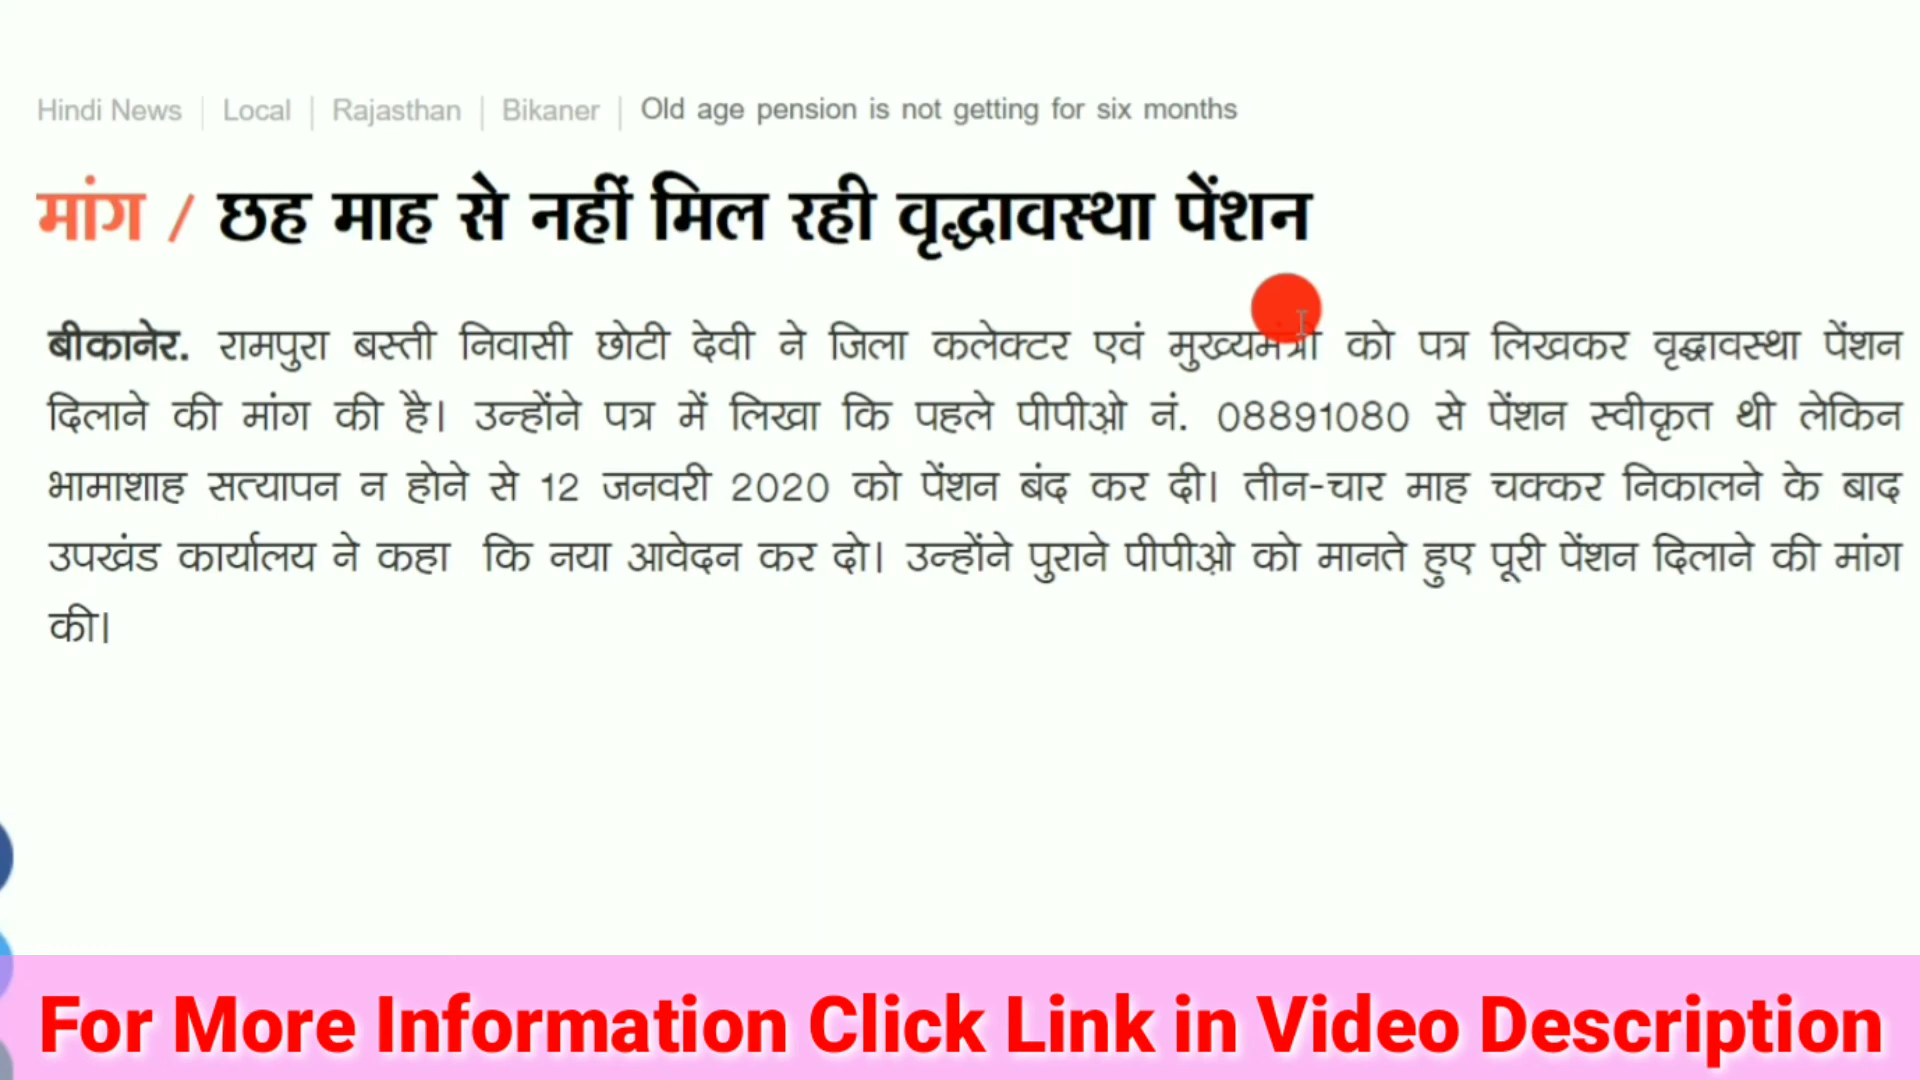 Hindi News | Local | Rajasthan | Bikaner | Old age pension is not getting for six months
मांग / छह माह से नहीं मिल रही वृद्धावस्था पेंशन
बीकानेर. रामपुरा बस्ती निवासी छोटी देवी ने जिला कलेक्टर एवं मुख्यमंत्री को पत्र लिखकर वृद्धावस्था पेंशन
दिलाने की मांग की है। उन्होंने पत्र में लिखा कि पहले पीपीओ़ नं. 08891080 से पेंशन स्वीकृत थी लेकिन
भामाशाह सत्यापन न होने से 12 जनवरी 2020 को पेंशन बंद कर दी। तीन-चार माह चक्कर निकालने के बाद
उपखंड कार्यालय ने कहा कि नया आवेदन कर दो। उन्होंने पुराने पीपीओ़ को मानते हुए पूरी पेंशन दिलाने की मांग
की।
For More Information Click Link in Video Description